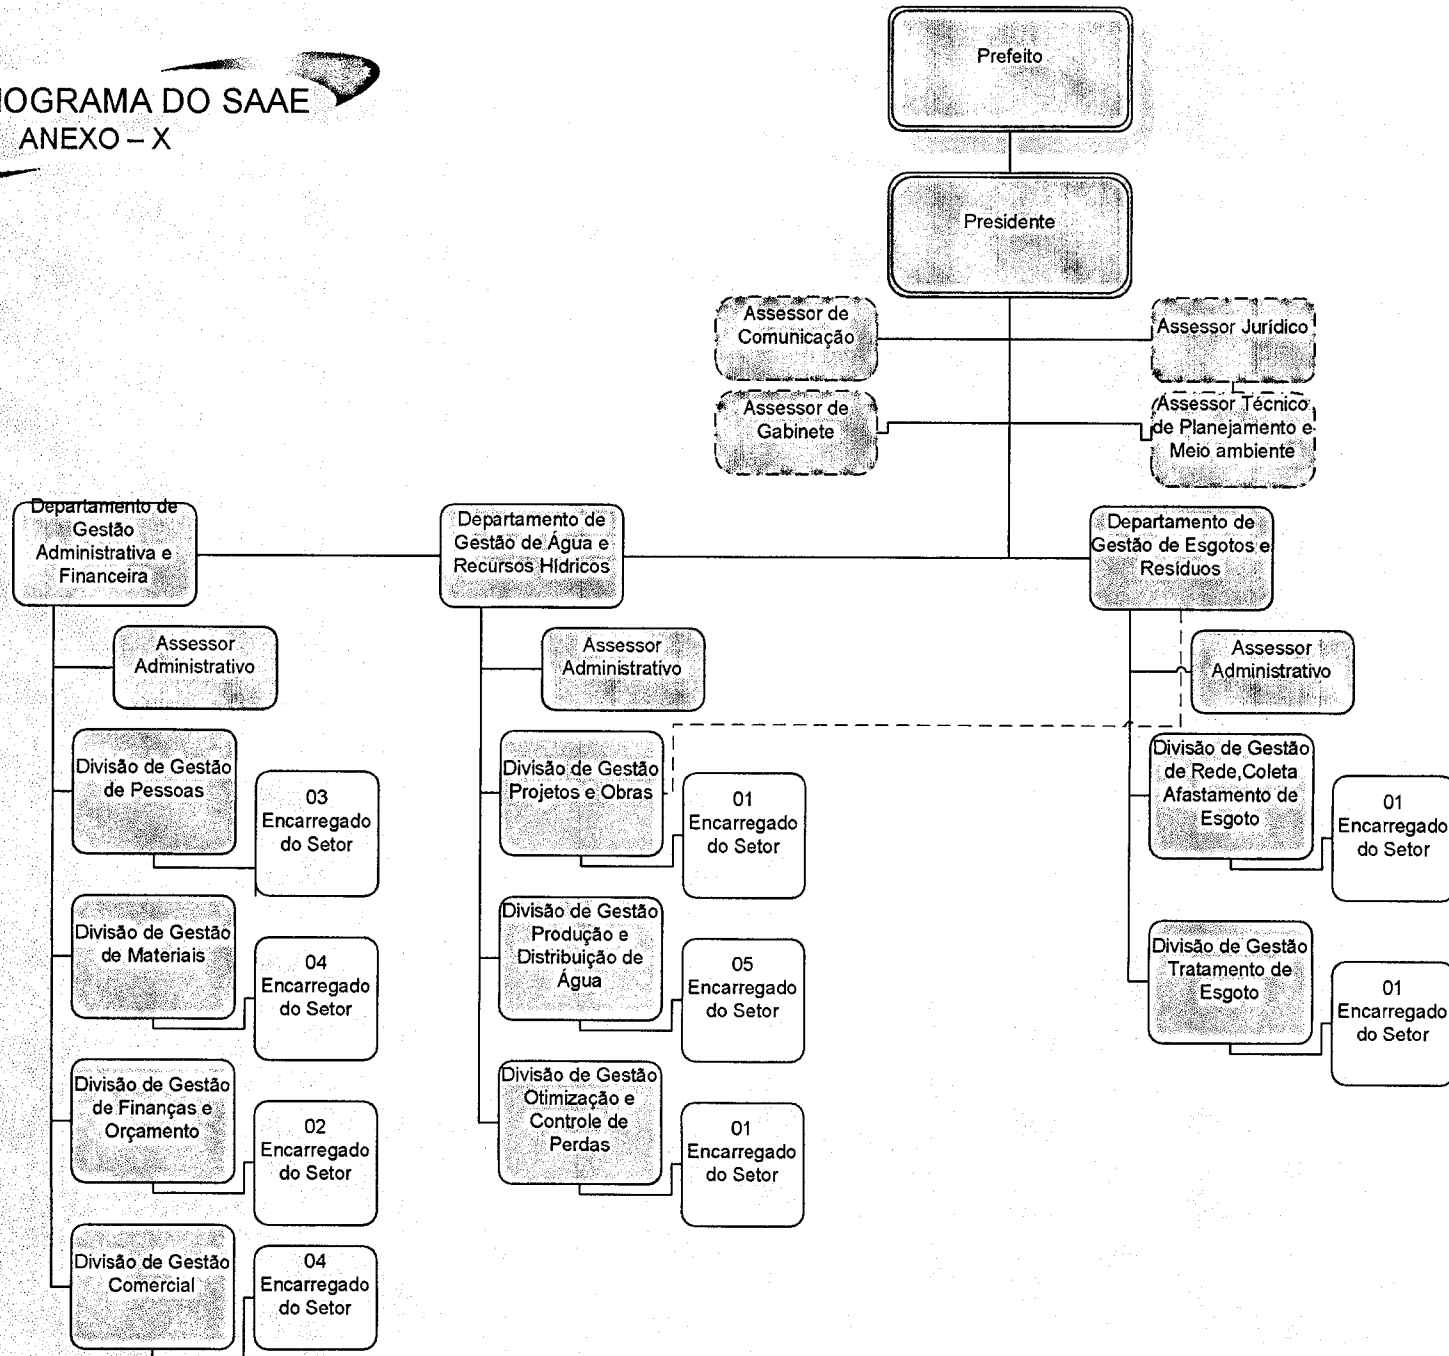 OGRAMA DO SAAE
ANEXO – X
Prefeito
Presidente
Assessor de
Comunicação
Assessor Jurídico
Assessor de
Gabinete
Assessor Técnico
de Planejamento e
Meio ambiente
Departamento de
Gestão
Administrativa e
Financeira
Departamento de
Gestão de Água e
Recursos Hídricos
Departamento de
Gestão de Esgotos e
Resíduos
Assessor
Administrativo
Divisão de Gestão
de Pessoas
03
Encarregado
do Setor
Divisão de Gestão
de Materiais
04
Encarregado
do Setor
Divisão de Gestão
de Finanças e
Orçamento
02
Encarregado
do Setor
Divisão de Gestão
Comercial
04
Encarregado
do Setor
Assessor
Administrativo
Divisão de Gestão
Projetos e Obras
01
Encarregado
do Setor
Divisão de Gestão
Produção e
Distribuição de
Água
05
Encarregado
do Setor
Divisão de Gestão
Otimização e
Controle de
Perdas
01
Encarregado
do Setor
Assessor
Administrativo
Divisão de Gestão
de Rede,Coleta
Afastamento de
Esgoto
01
Encarregado
do Setor
Divisão de Gestão
Tratamento de
Esgoto
01
Encarregado
do Setor